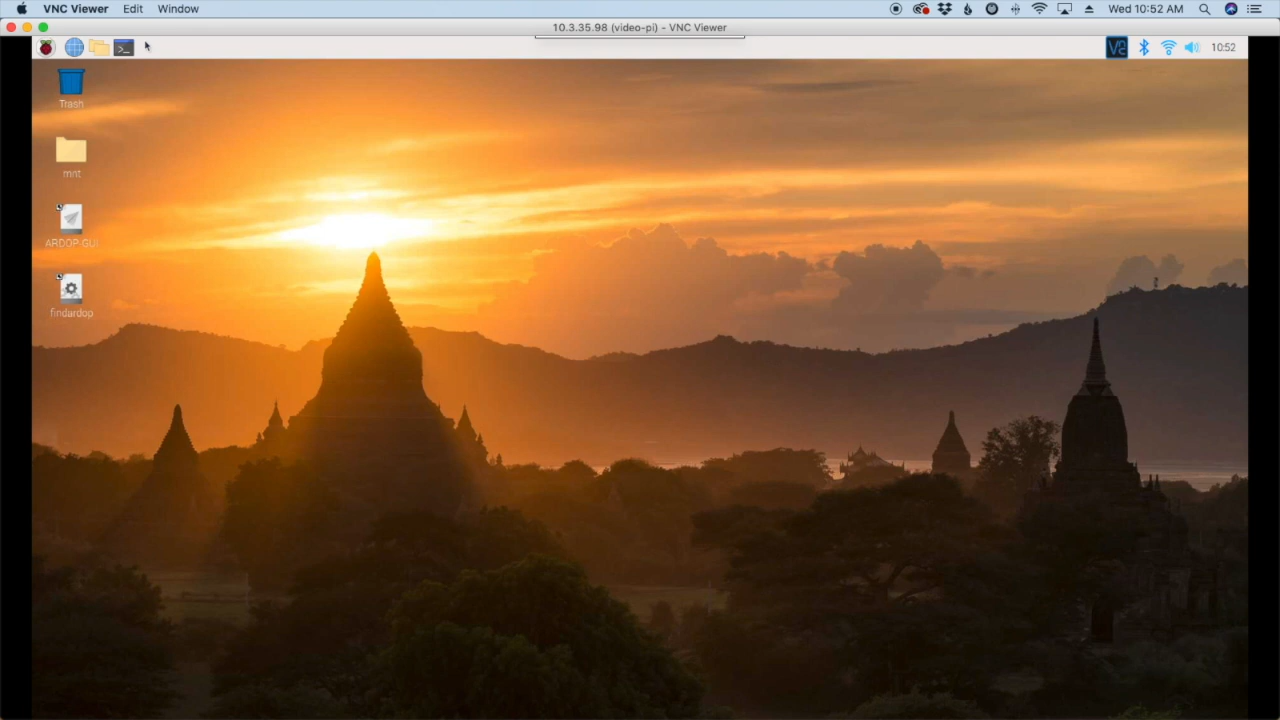 VNC Viewer Edit Window Wed 10:52 AM
10.3.35.98 (video-pi) - VNC Viewer
>_ V2 10:52
Trash
mnt
ARDOP GUI
findardop